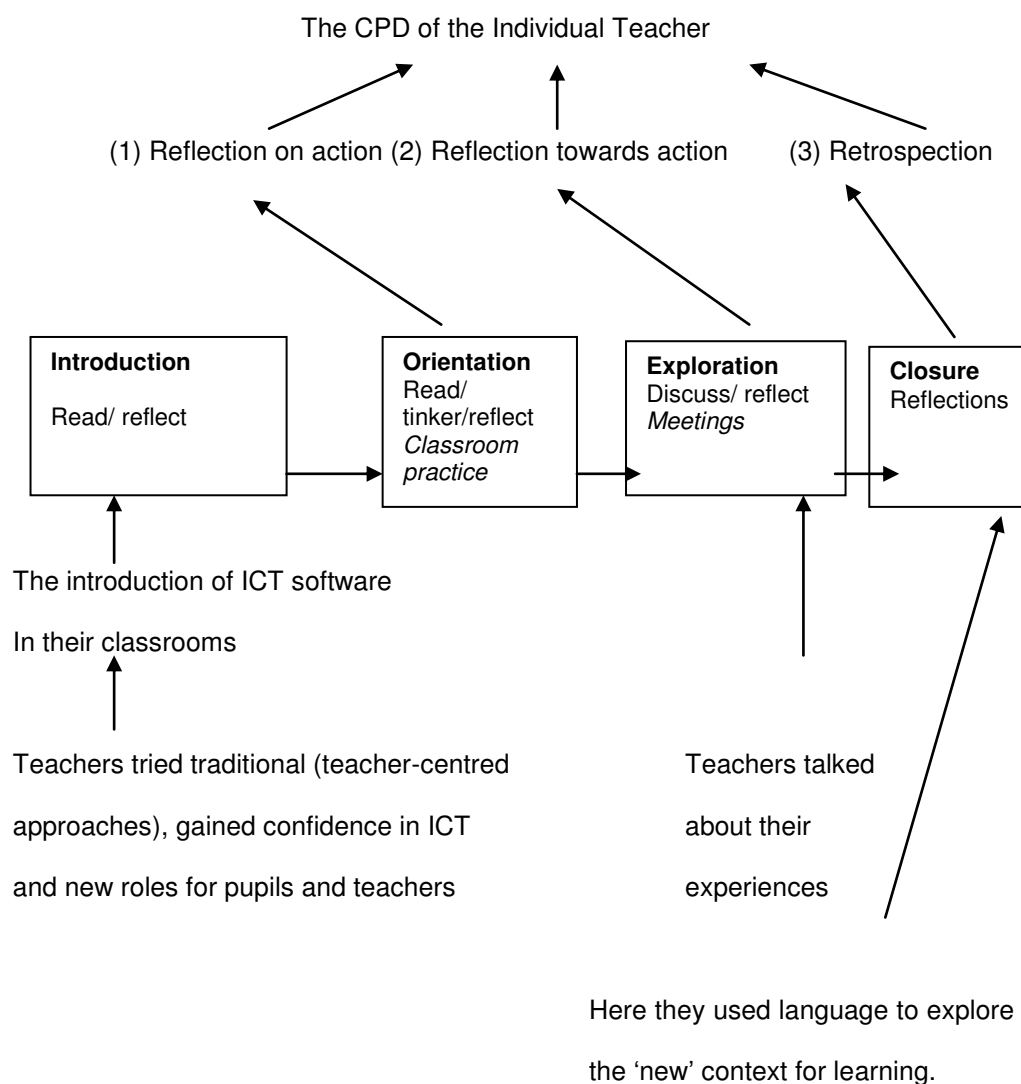 The CPD of the Individual Teacher
(1) Reflection on action (2) Reflection towards action (3) Retrospection
Introduction
Read/ reflect
Orientation
Read/
tinker/reflect
Classroom
practice
Exploration
Discuss/ reflect
Meetings
Closure
Reflections
The introduction of ICT software
In their classrooms
Teachers tried traditional (teacher-centred
approaches), gained confidence in ICT
and new roles for pupils and teachers
Teachers talked
about their
experiences
Here they used language to explore
the ‘new’ context for learning.